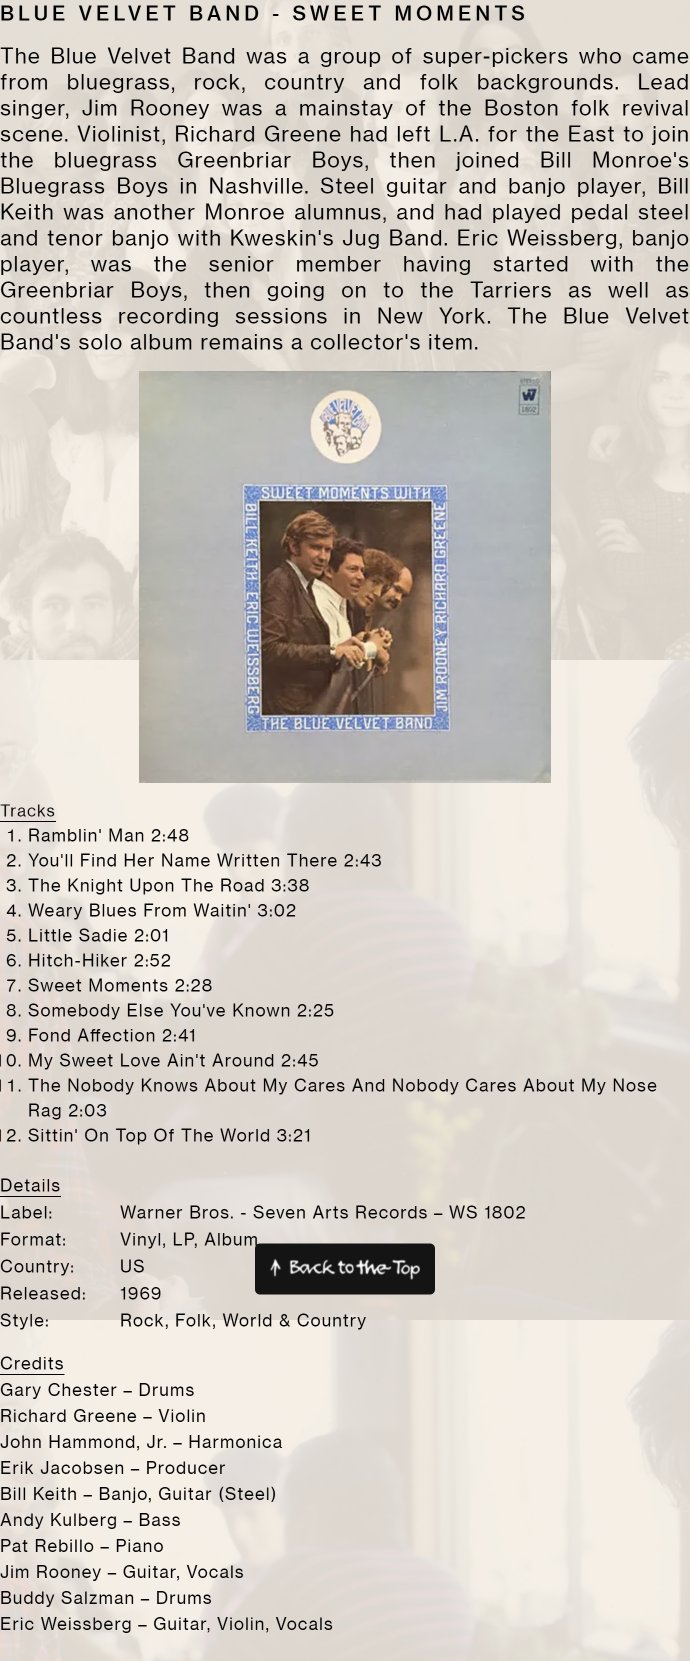 BLUE VELVET BAND - SWEET MOMENTS
The Blue Velvet Band was a group of super-pickers who came
from bluegrass, rock, country and folk backgrounds. Lead
singer, Jim Rooney was a mainstay of the Boston folk revival
scene. Violinist, Richard Greene had left L.A. for the East to join
the bluegrass Greenbriar Boys, then joined Bill Monroe's
Bluegrass Boys in Nashville. Steel guitar and banjo player, Bill
Keith was another Monroe alumnus, and had played pedal steel
and tenor banjo with Kweskin's Jug Band. Eric Weissberg, banjo
player, was the senior member having started with the
Greenbriar Boys, then going on to the Tarriers as well as
countless recording sessions in New York. The Blue Velvet
Band's solo album remains a collector's item.
STEREO
W7
1802
BLUE VELVET BAND
SWEET MOMENTS WITH
BILL KEITH ERIC WEISSBERG
JIM ROONEY RICHARD GREENE
THE BLUE VELVET BAND
Tracks
1. Ramblin' Man 2:48
2. You'll Find Her Name Written There 2:43
3. The Knight Upon The Road 3:38
4. Weary Blues From Waitin' 3:02
5. Little Sadie 2:01
6. Hitch-Hiker 2:52
7. Sweet Moments 2:28
8. Somebody Else You've Known 2:25
9. Fond Affection 2:41
10. My Sweet Love Ain't Around 2:45
11. The Nobody Knows About My Cares And Nobody Cares About My Nose
Rag 2:03
12. Sittin' On Top Of The World 3:21
Details
Label: Warner Bros. - Seven Arts Records – WS 1802
Format: Vinyl, LP, Album
Country: US
↑ Back to the Top
Released: 1969
Style: Rock, Folk, World & Country
Credits
Gary Chester – Drums
Richard Greene – Violin
John Hammond, Jr. – Harmonica
Erik Jacobsen – Producer
Bill Keith – Banjo, Guitar (Steel)
Andy Kulberg – Bass
Pat Rebillo – Piano
Jim Rooney – Guitar, Vocals
Buddy Salzman – Drums
Eric Weissberg – Guitar, Violin, Vocals